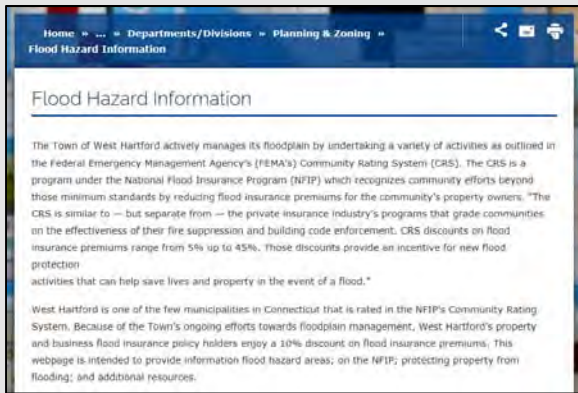 Home » ... » Departments/Divisions » Planning & Zoning »
Flood Hazard Information
Flood Hazard Information
The Town of West Hartford actively manages its floodplain by undertaking a variety of activities as outlined in
the Federal Emergency Management Agency's (FEMA's) Community Rating System (CRS). The CRS is a
program under the National Flood Insurance Program (NFIP) which recognizes community efforts beyond
those minimum standards by reducing flood insurance premiums for the community's property owners. "The
CRS is similar to — but separate from — the private insurance industry's programs that grade communities
on the effectiveness of their fire suppression and building code enforcement. CRS discounts on flood
insurance premiums range from 5% up to 45%. Those discounts provide an incentive for new flood
protection
activities that can help save lives and property in the event of a flood."
West Hartford is one of the few municipalities in Connecticut that is rated in the NFIP's Community Rating
System. Because of the Town's ongoing efforts towards floodplain management, West Hartford's property
and business flood insurance policy holders enjoy a 10% discount on flood insurance premiums. This
webpage is intended to provide information flood hazard areas; on the NFIP; protecting property from
flooding; and additional resources.